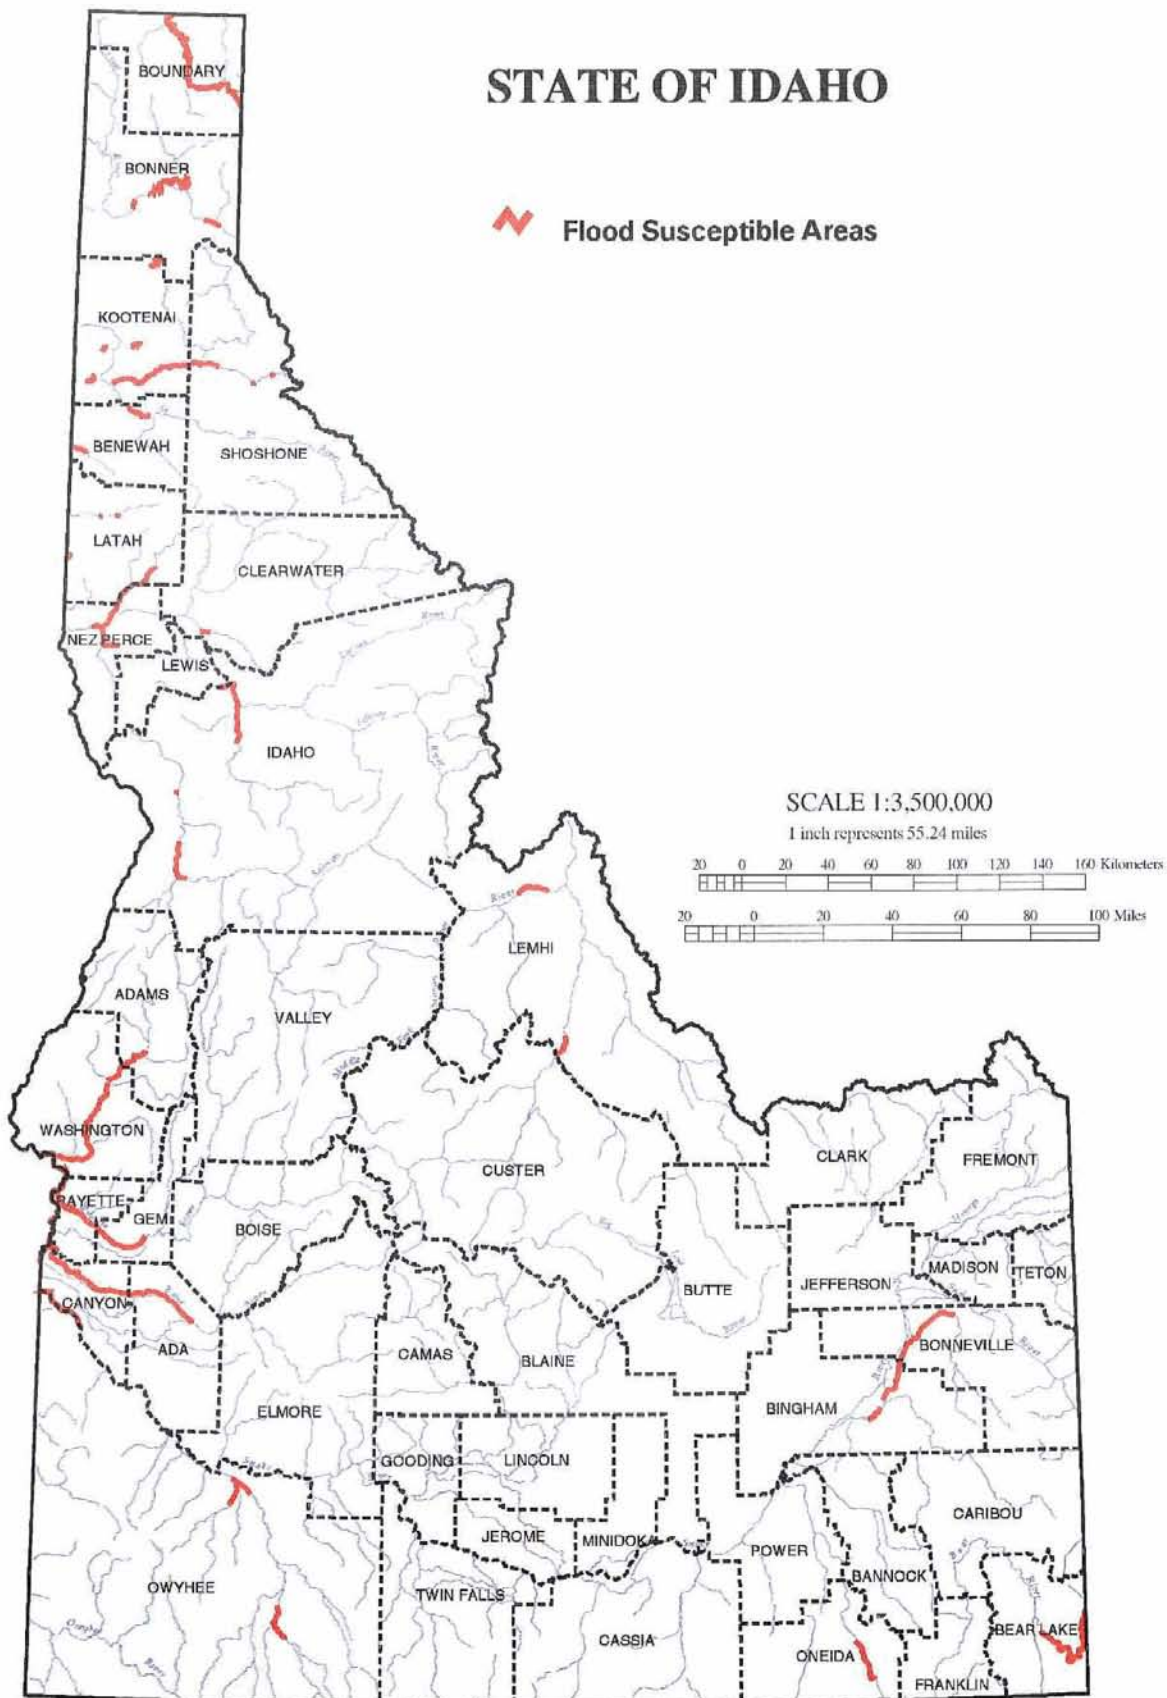 STATE OF IDAHO
Flood Susceptible Areas
BOUNDARY
BONNER
KOOTENAI
BENEWAH
SHOSHONE
LATAH
CLEARWATER
NEZ PERCE
LEWIS
IDAHO
SCALE 1:3,500,000
1 inch represents 55.24 miles
20 0 20 40 60 80 100 120 140 160 Kilometers
20 0 20 40 60 80 100 Miles
River
LEMHI
ADAMS
VALLEY
WASHINGTON
CUSTER
CLARK
FREMONT
PAYETTE
GEM
BOISE
BUTTE
JEFFERSON
MADISON
TETON
CANYON
ADA
CAMAS
BLAINE
BONNEVILLE
ELMORE
BINGHAM
GOODING
LINCOLN
CARIBOU
JEROME
MINIDOKA
POWER
BANNOCK
OWYHEE
TWIN FALLS
CASSIA
ONEIDA
BEAR LAKE
FRANKLIN